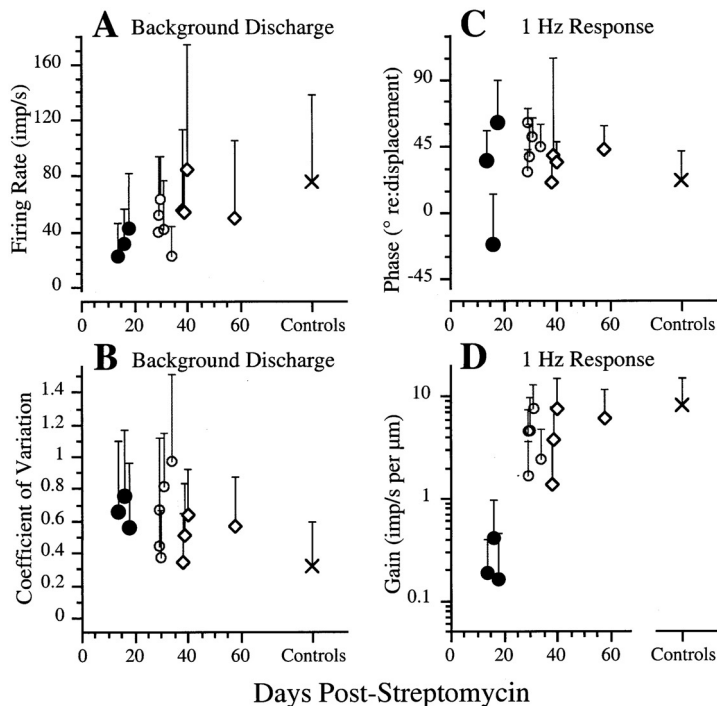 A Background Discharge
Firing Rate (imp/s)
160
120
80
40
0
0 20 40 60 Controls
C 1 Hz Response
Phase (° re:displacement)
90
45
0
-45
0 20 40 60 Controls
B Background Discharge
Coefficient of Variation
1.4
1.2
1
0.8
0.6
0.4
0.2
0
0 20 40 60 Controls
D 1 Hz Response
Gain (imp/s per µm)
10
1
0.1
0 20 40 60 Controls
Days Post-Streptomycin